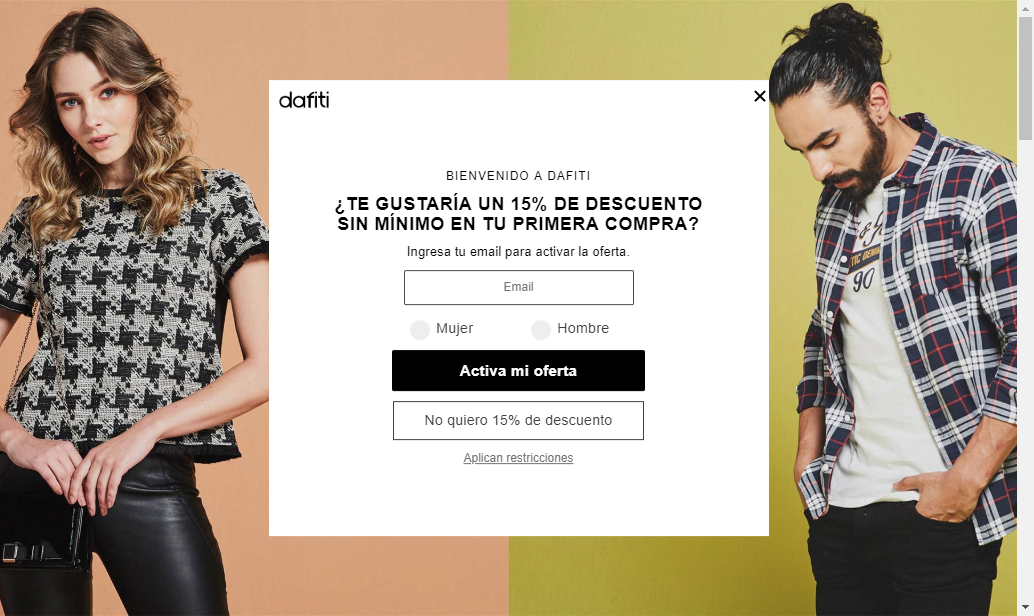 dafiti
BIENVENIDO A DAFITI
¿TE GUSTARÍA UN 15% DE DESCUENTO
SIN MÍNIMO EN TU PRIMERA COMPRA?
Ingresa tu email para activar la oferta.
Email
Mujer Hombre
Activa mi oferta
No quiero 15% de descuento
Aplican restricciones
90